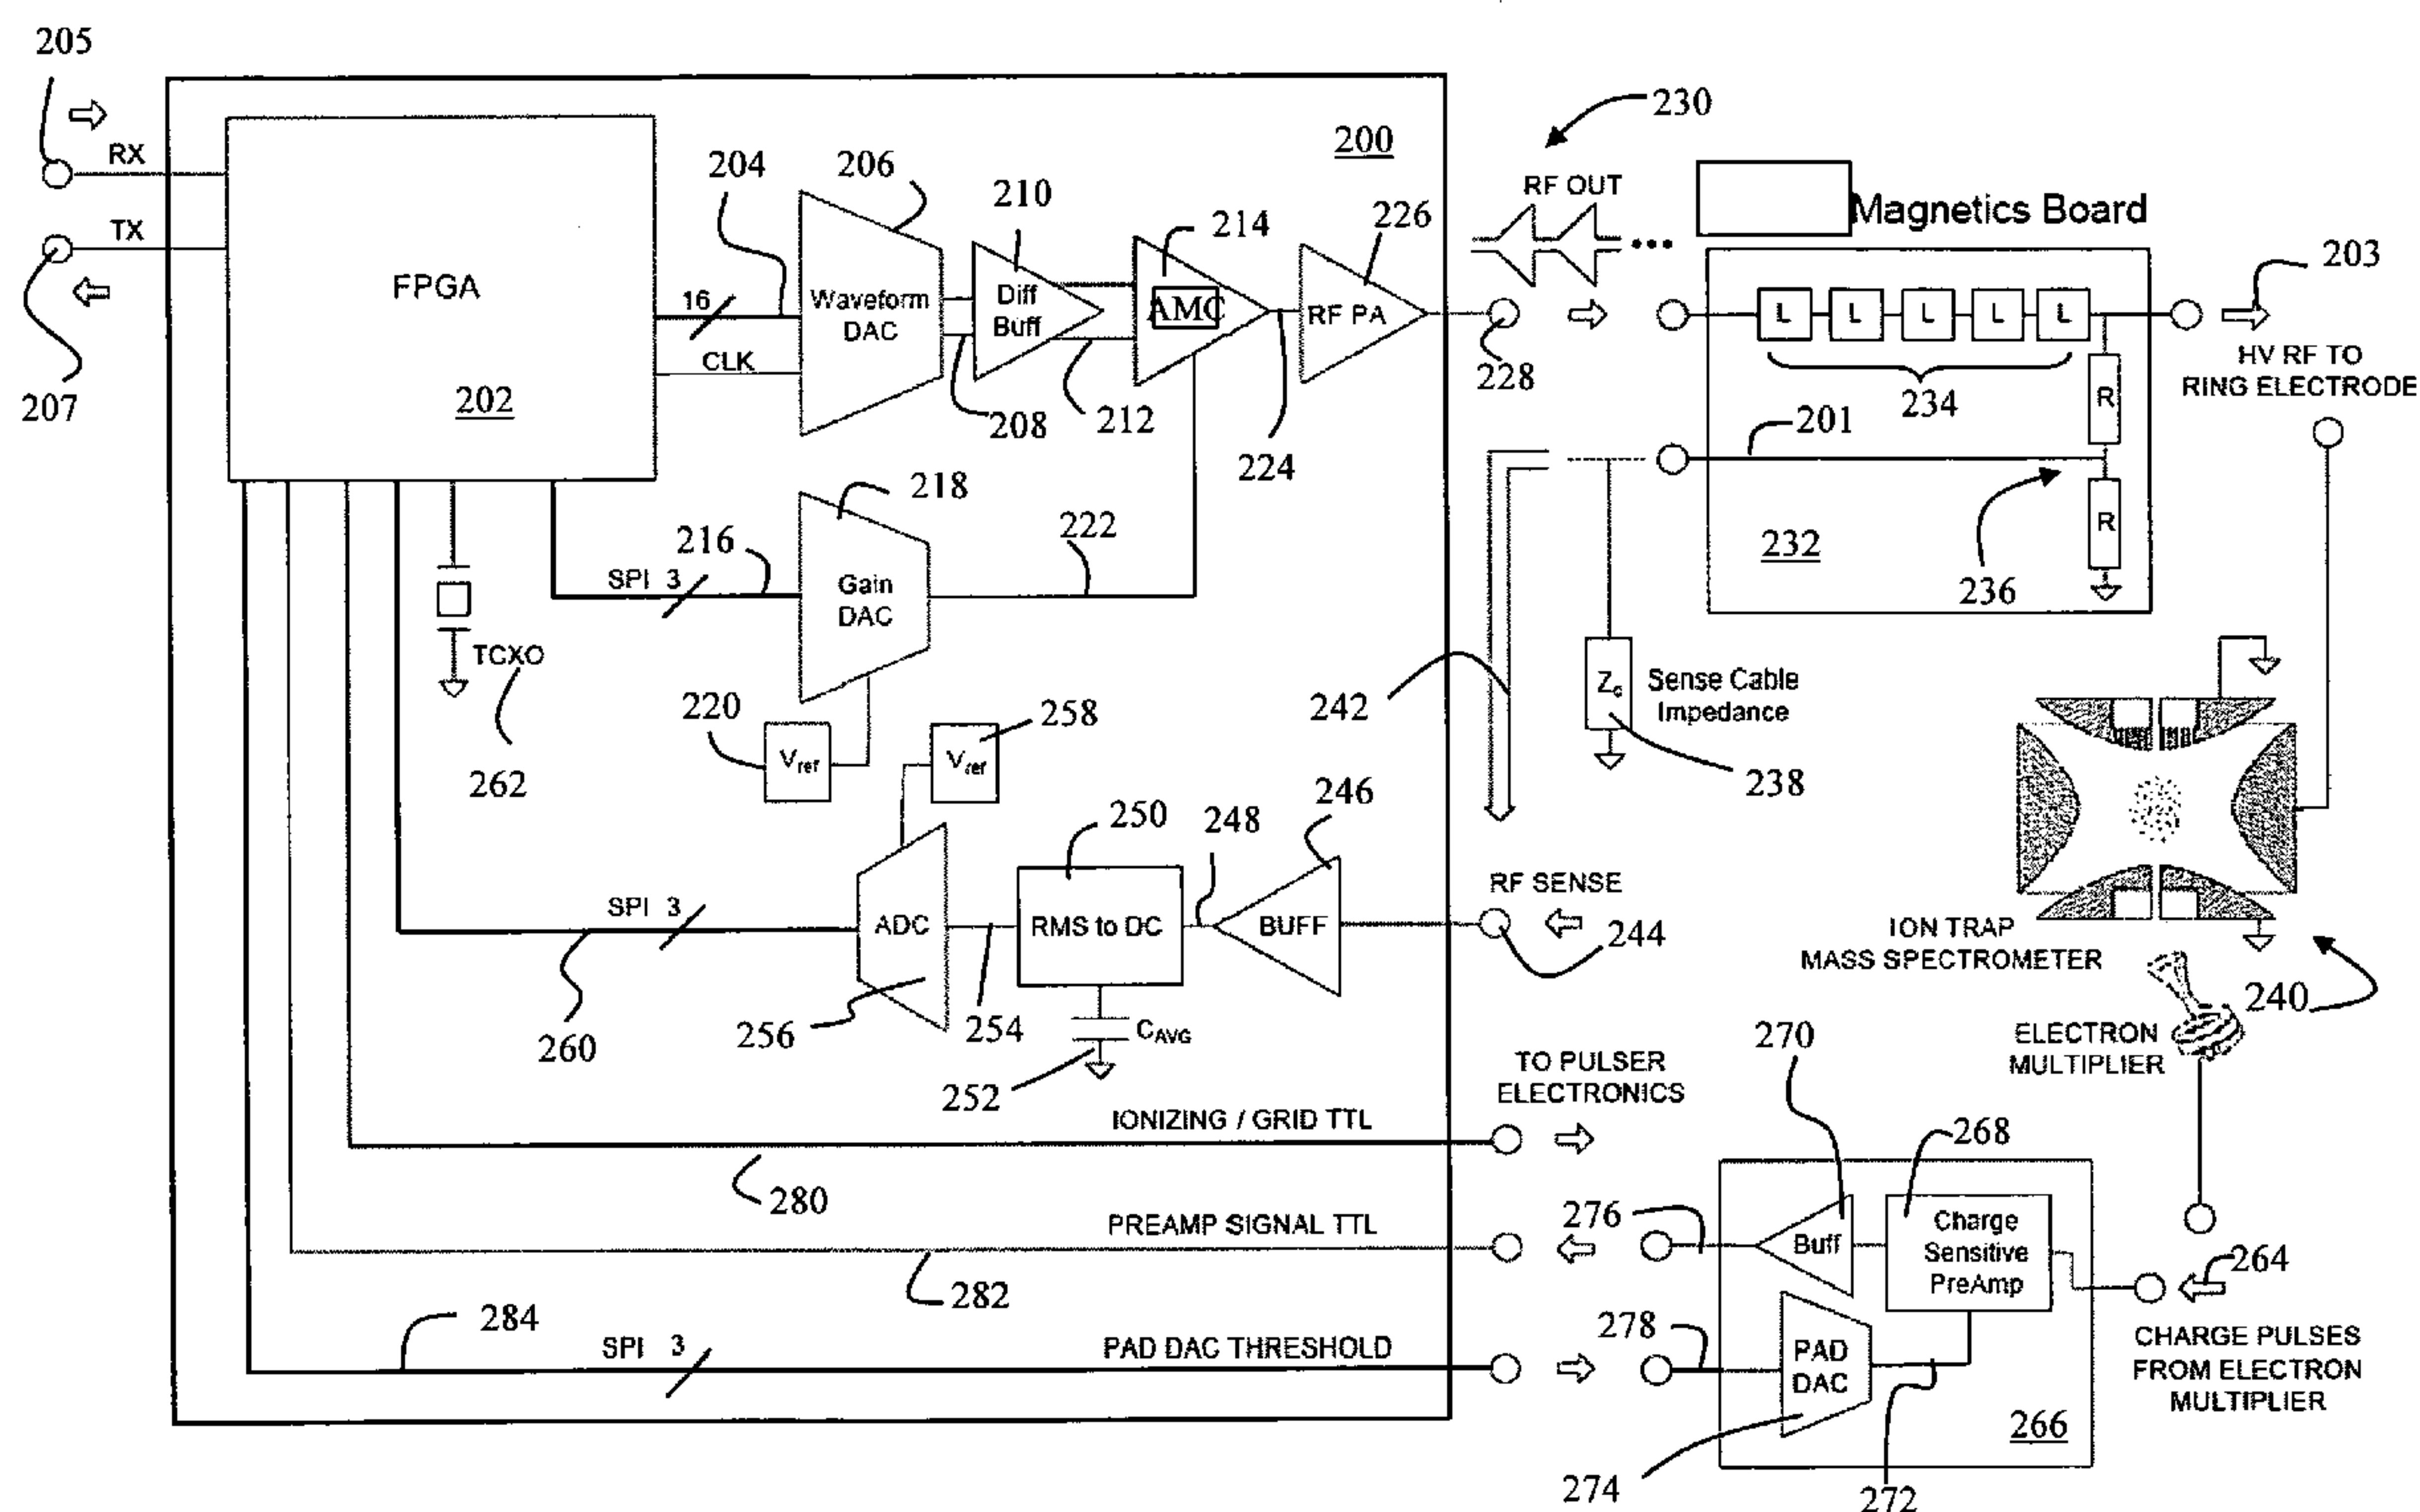 205
RX
TX
207
FPGA
202
16
204
CLK
206
Waveform
DAC
208
210
Diff
Buff
212
214
AMC
200
226
RF PA
224
228
230
RF OUT
Magnetics Board
L L L L L
234
203
HV RF TO
RING ELECTRODE
R
201
R
232
236
218
216
SPI 3
Gain
DAC
222
TCXO
262
220
Vref
258
Vref
242
Zo
Sense Cable
Impedance
238
246
250
248
SPI 3
260
ADC
256
254
RMS to DC
BUFF
CAVG
252
RF SENSE
244
ION TRAP
MASS SPECTROMETER
240
ELECTRON
MULTIPLIER
TO PULSER
ELECTRONICS
IONIZING / GRID TTL
280
PREAMP SIGNAL TTL
282
284
SPI 3
PAD DAC THRESHOLD
270
268
276
Buff
Charge
Sensitive
PreAmp
264
278
PAD
DAC
CHARGE PULSES
FROM ELECTRON
MULTIPLIER
266
274
272